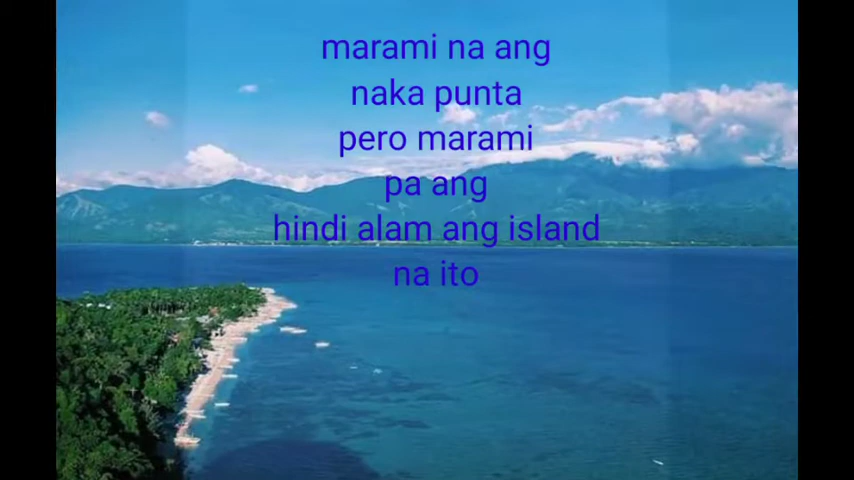 marami na ang
naka punta
pero marami
pa ang
hindi alam ang island
na ito